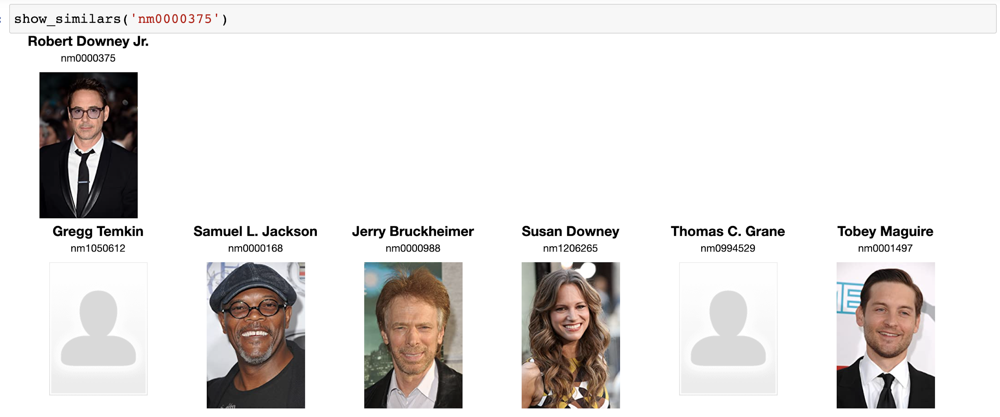 show_similars('nm0000375')
Robert Downey Jr.
nm0000375
Gregg Temkin
nm1050612
Samuel L. Jackson
nm0000168
Jerry Bruckheimer
nm0000988
Susan Downey
nm1206265
Thomas C. Grane
nm0994529
Tobey Maguire
nm0001497